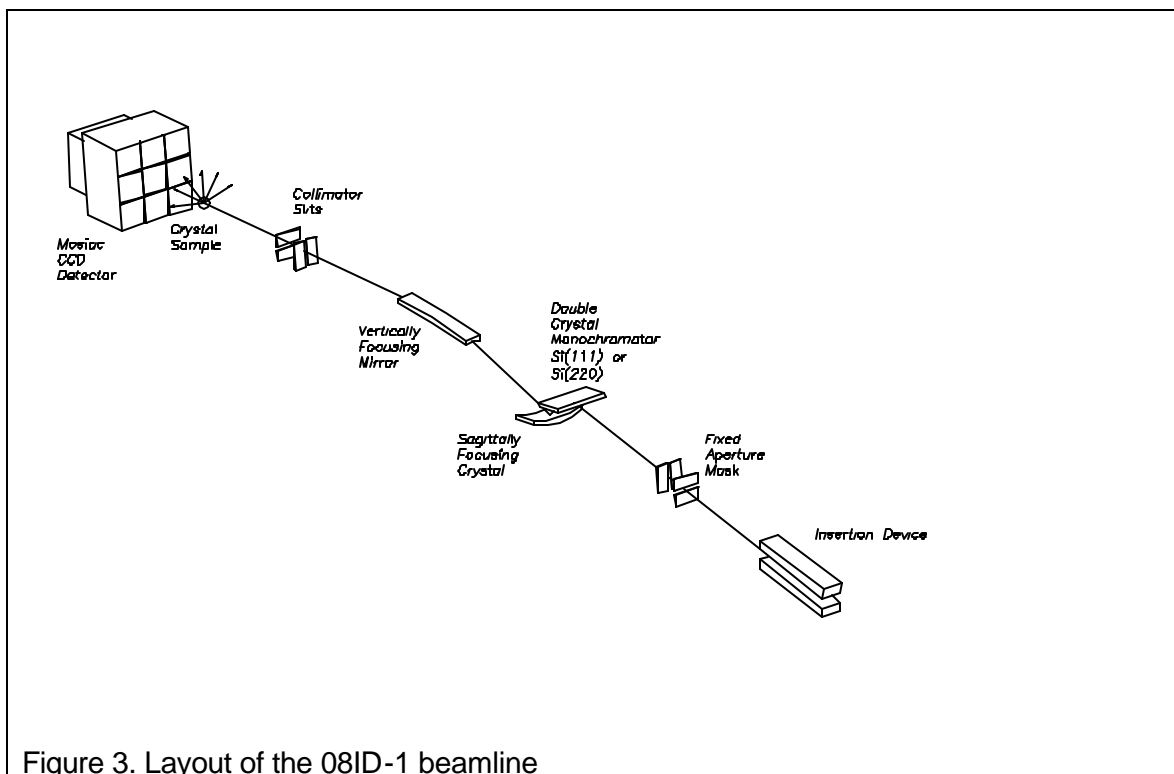 Collimator
Slits
Mosiac
CCD
Detector
Crystal
Sample
Vertically
Focusing
Mirror
Double
Crystal
Monochromator
Si(111) or
Si(220)
Sagittally
Focusing
Crystal
Fixed
Aperture
Mask
Insertion Device
Figure 3. Layout of the 08ID-1 beamline